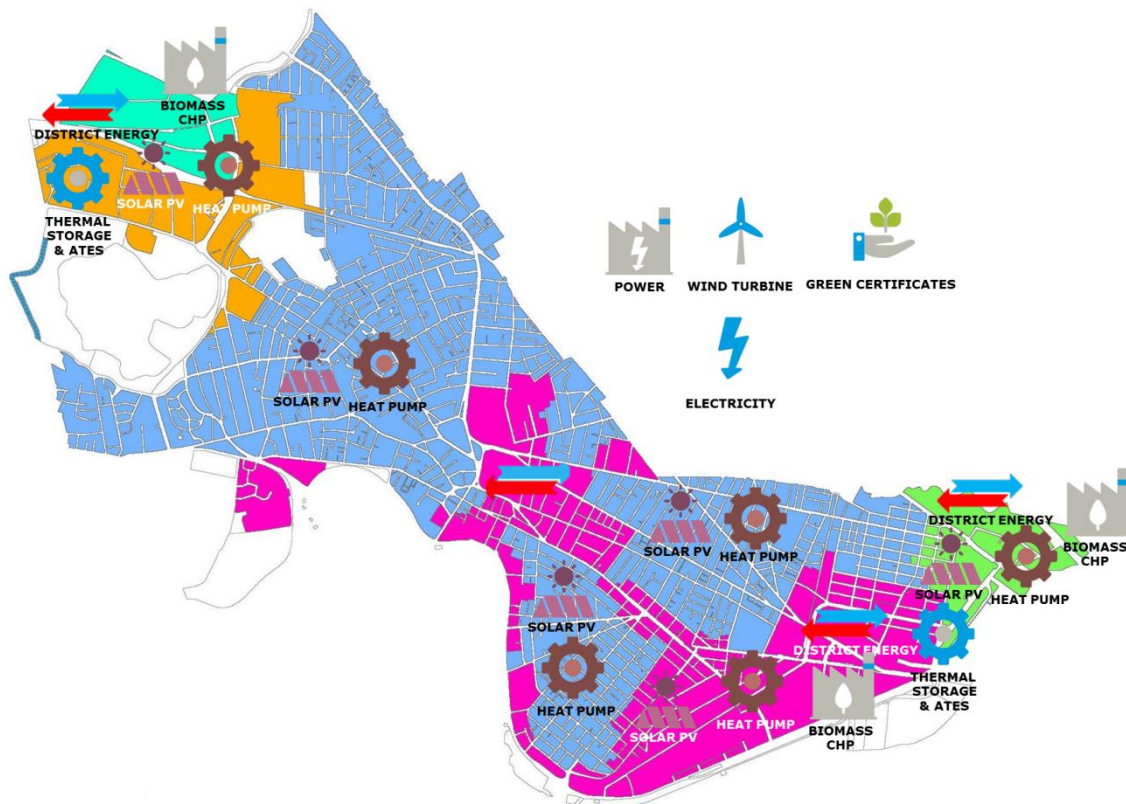 BIOMASS
CHP
DISTRICT ENERGY
SOLAR PV
HEAT PUMP
THERMAL
STORAGE
& ATES
POWER
WIND TURBINE
GREEN CERTIFICATES
ELECTRICITY
SOLAR PV
HEAT PUMP
SOLAR PV
HEAT PUMP
DISTRICT ENERGY
BIOMASS
CHP
SOLAR PV
HEAT PUMP
SOLAR PV
HEAT PUMP
DISTRICT ENERGY
THERMAL
STORAGE
& ATES
SOLAR PV
HEAT PUMP
BIOMASS
CHP